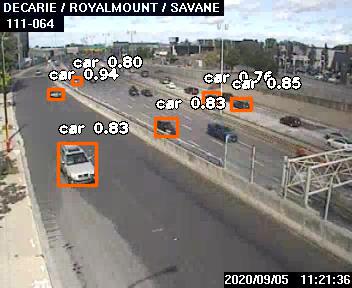 DECARIE / ROYALMOUNT / SAVANE
111-064
car 0.80
car 0.94
car 0.76
car 0.85
car 0.83
car 0.83
2020/09/05 11:21:36